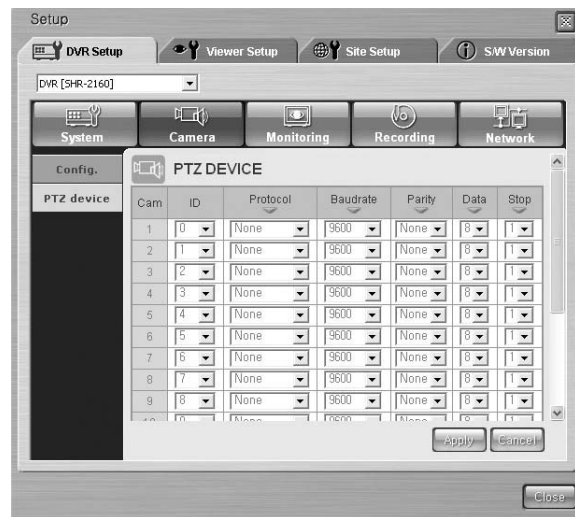 Setup
DVR Setup Viewer Setup Site Setup S/W Version
DVR [SHR-2160]
System Camera Monitoring Recording Network
Config.
PTZ device
PTZ DEVICE
Cam ID Protocol Baudrate Parity Data Stop
1 0 None 9600 None 8 1
2 1 None 9600 None 8 1
3 2 None 9600 None 8 1
4 3 None 9600 None 8 1
5 4 None 9600 None 8 1
6 5 None 9600 None 8 1
7 6 None 9600 None 8 1
8 7 None 9600 None 8 1
9 8 None 9600 None 8 1
Apply Cancel
Close